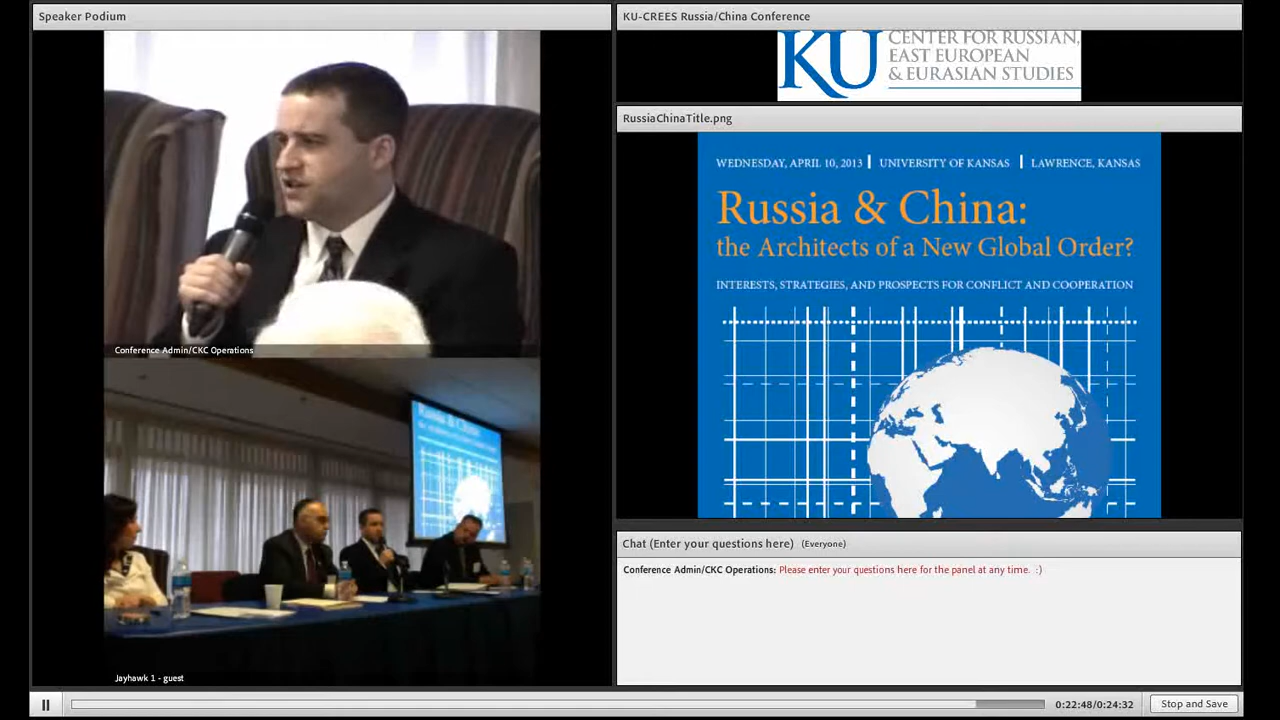 Speaker Podium
Conference Admin/CKC Operations
Russia & China
Jayhawk 1 - guest
KU-CREES Russia/China Conference
KU CENTER FOR RUSSIAN,
EAST EUROPEAN
& EURASIAN STUDIES
RussiaChinaTitle.png
WEDNESDAY, APRIL 10, 2013 | UNIVERSITY OF KANSAS | LAWRENCE, KANSAS
Russia & China:
the Architects of a New Global Order?
INTERESTS, STRATEGIES, AND PROSPECTS FOR CONFLICT AND COOPERATION
Chat (Enter your questions here) (Everyone)
Conference Admin/CKC Operations: Please enter your questions here for the panel at any time. :)
0:22:48/0:24:32 Stop and Save